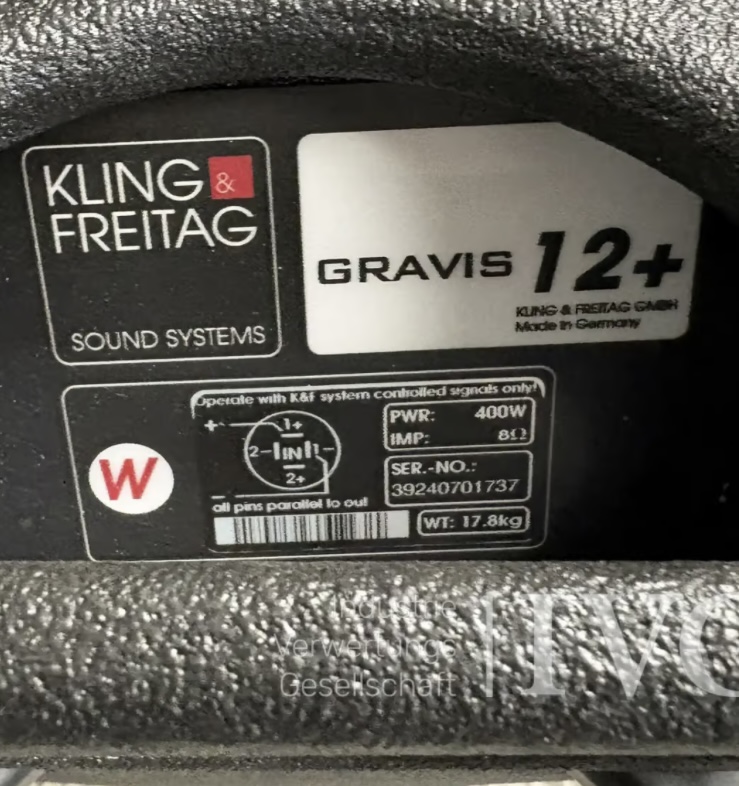 KLING &
FREITAG
SOUND SYSTEMS
GRAVIS 12+
KLING & FREITAG GMBH
Made in Germany
W
Operate with K&F system controlled signals only!
+ 1+
2- IN 1-
2+
-
all pins parallel to out
PWR: 400W
IMP: 8Ω
SER.-NO.:
39240701737
WT: 17.8kg
Industrie
Verwertungs
Gesellschaft
IVG